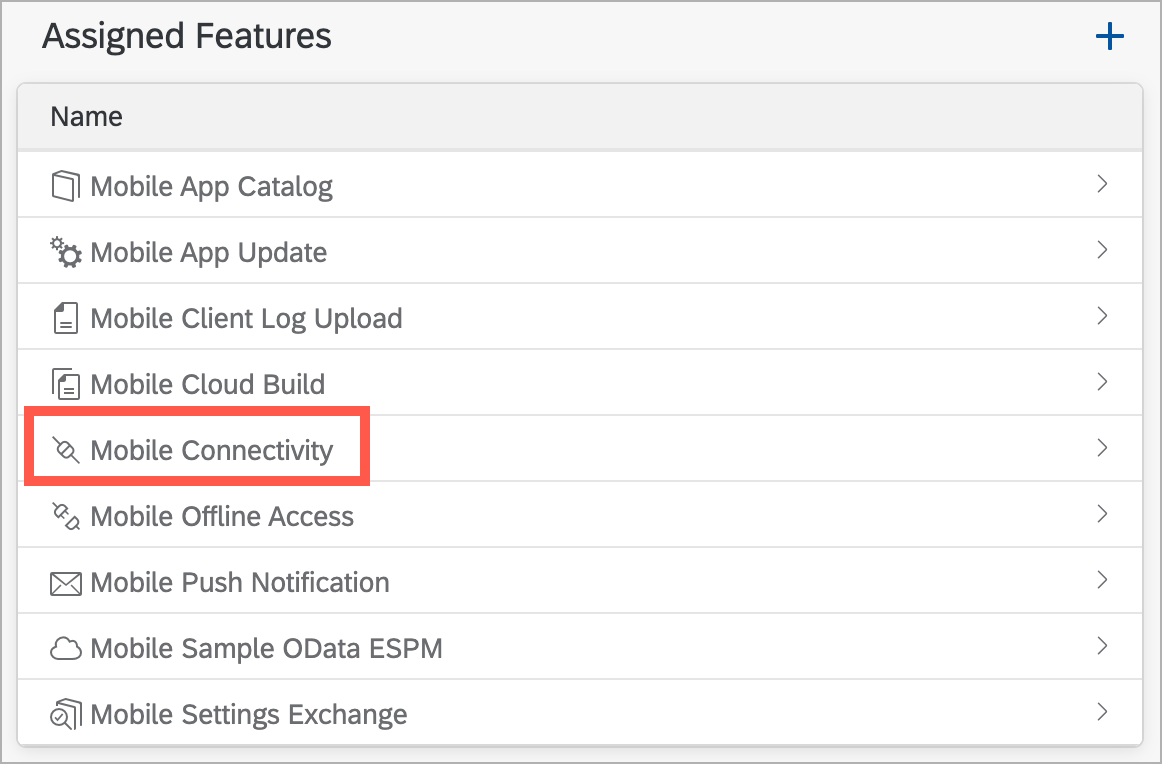 Assigned Features
Name
Mobile App Catalog
Mobile App Update
Mobile Client Log Upload
Mobile Cloud Build
Mobile Connectivity
Mobile Offline Access
Mobile Push Notification
Mobile Sample OData ESPM
Mobile Settings Exchange